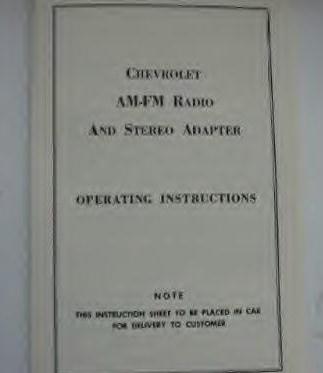 CHEVROLET
AM-FM RADIO
AND STEREO ADAPTER
OPERATING INSTRUCTIONS
NOTE
THIS INSTRUCTION SHEET TO BE PLACED IN CAR
FOR DELIVERY TO CUSTOMER